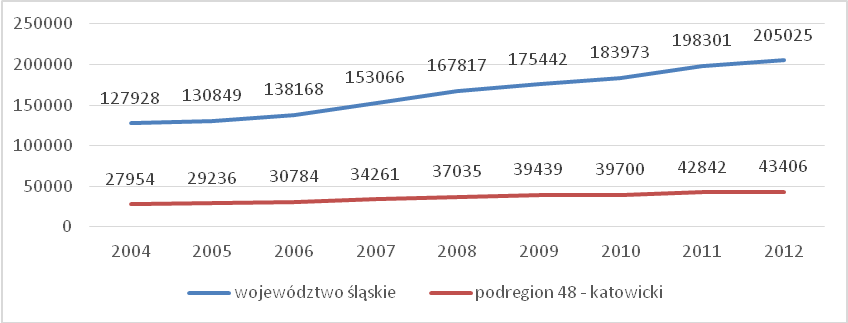 250000
200000
150000
100000
50000
0
127928 130849 138168 153066 167817 175442 183973 198301 205025
27954 29236 30784 34261 37035 39439 39700 42842 43406
2004 2005 2006 2007 2008 2009 2010 2011 2012
województwo śląskie podregion 48 - katowicki